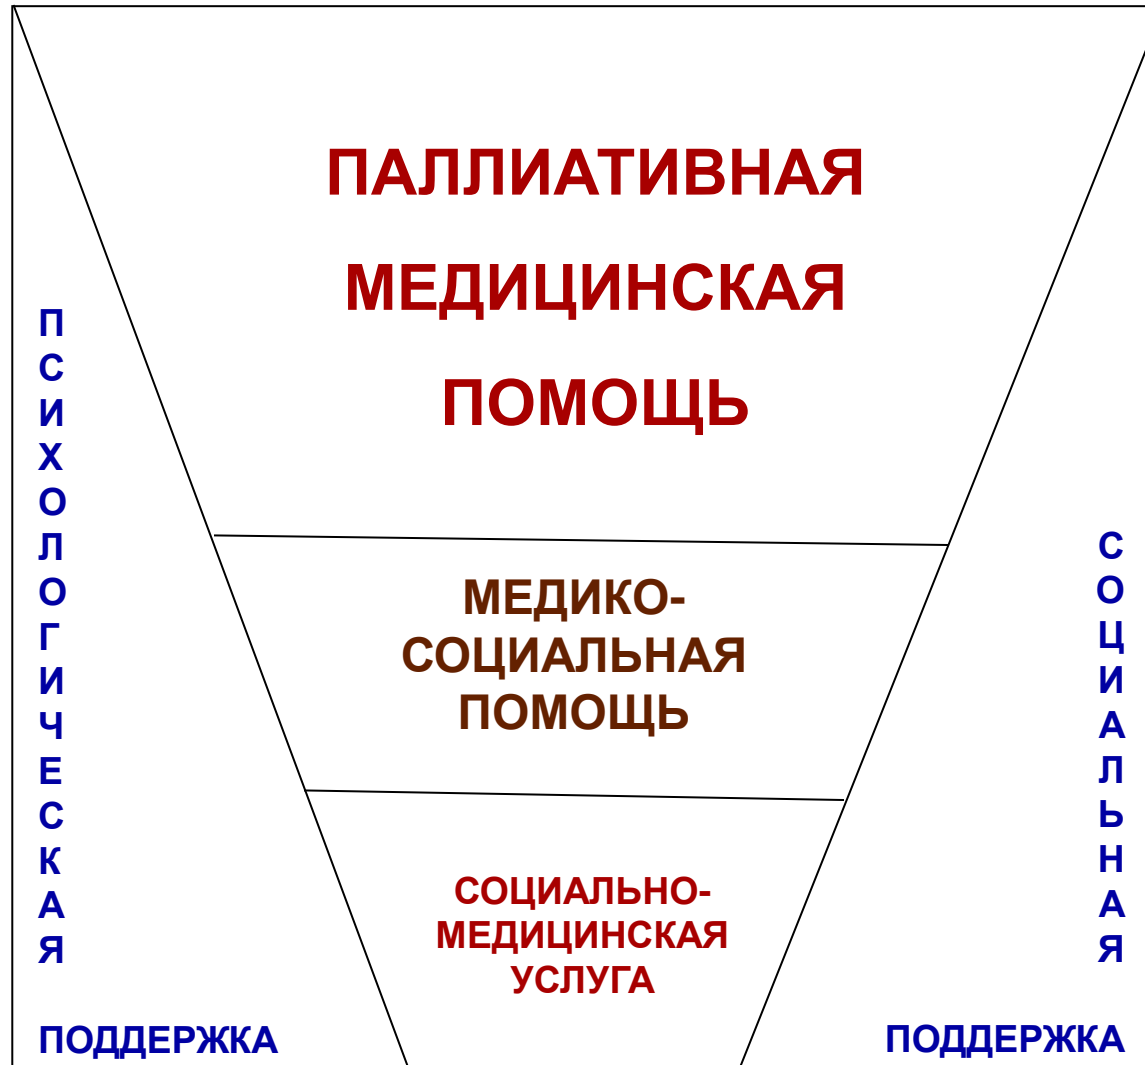 ПАЛЛИАТИВНАЯ
МЕДИЦИНСКАЯ
ПОМОЩЬ
МЕДИКО-
СОЦИАЛЬНАЯ
ПОМОЩЬ
СОЦИАЛЬНО-
МЕДИЦИНСКАЯ
УСЛУГА
ПСИХОЛОГИЧЕСКАЯ
ПОДДЕРЖКА
СОЦИАЛЬНАЯ
ПОДДЕРЖКА